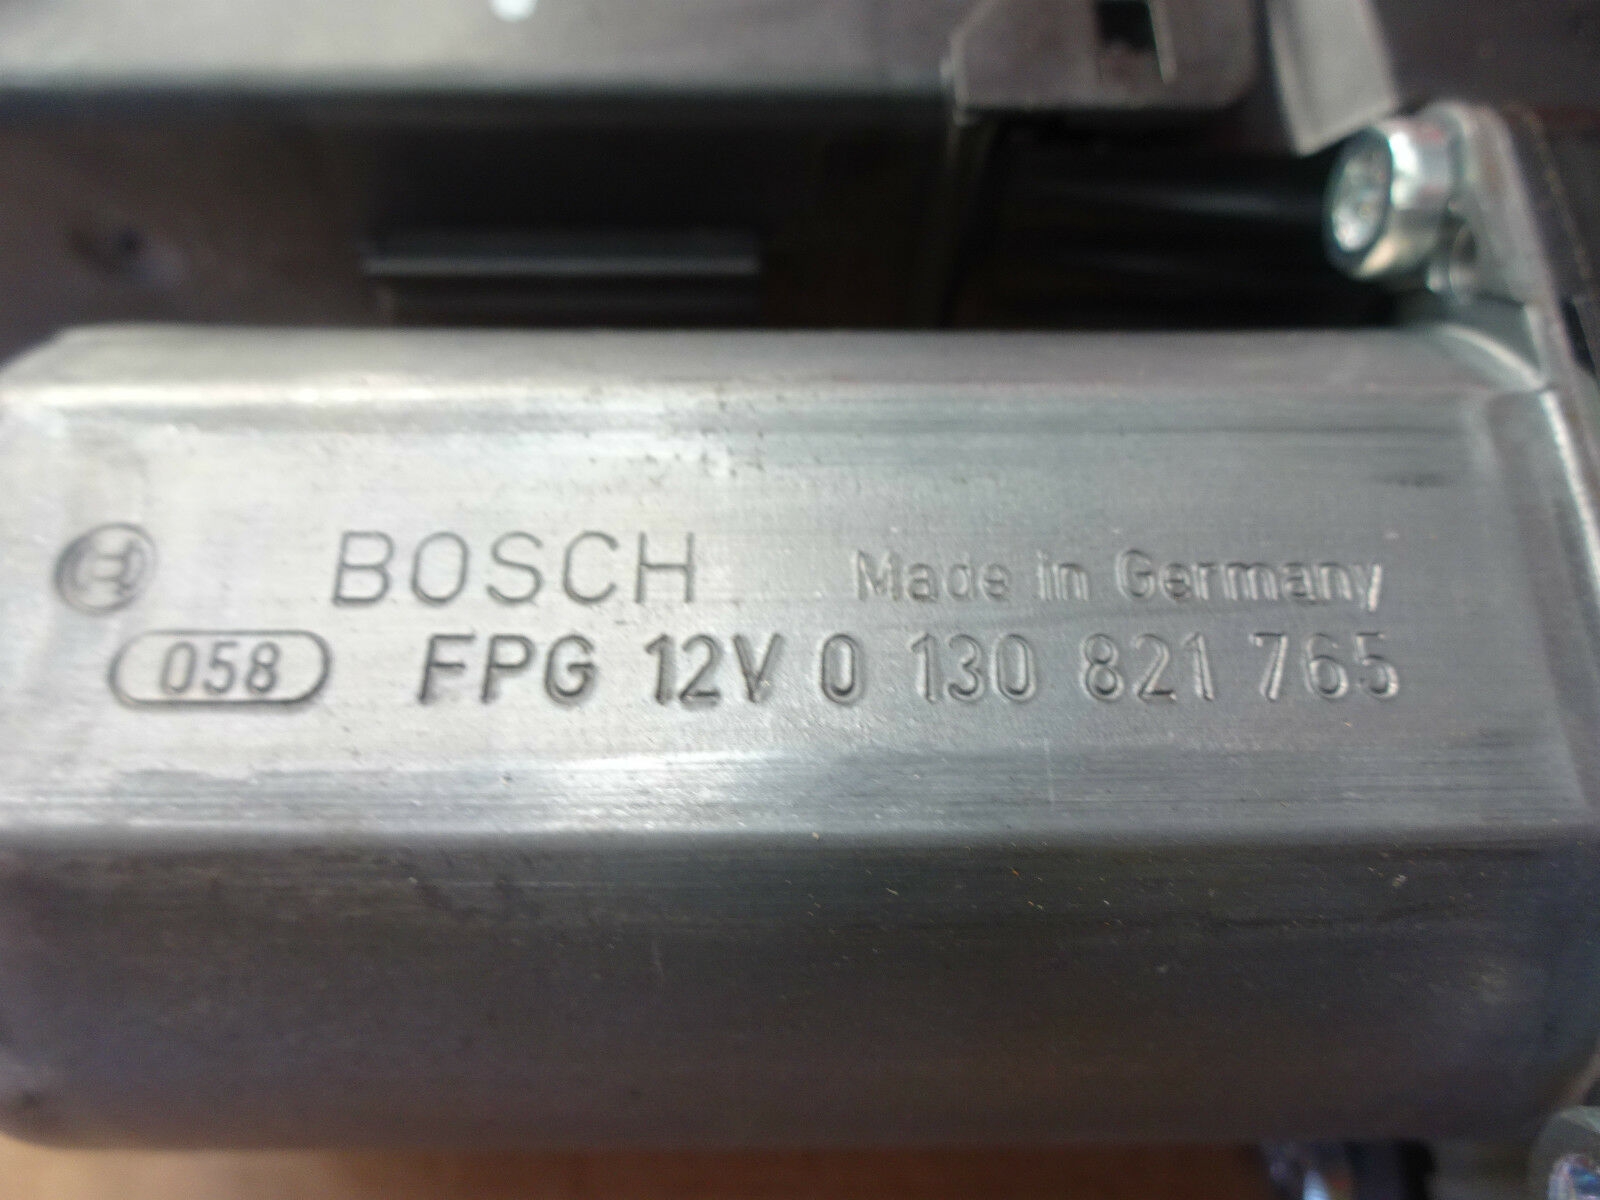 BOSCH Made in Germany
058 FPG 12V 0 130 821 765